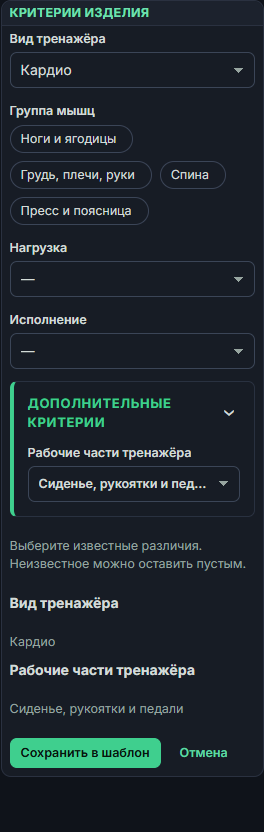 КРИТЕРИИ ИЗДЕЛИЯ
Вид тренажёра
Кардио
Группа мышц
Ноги и ягодицы
Грудь, плечи, руки
Спина
Пресс и поясница
Нагрузка
—
Исполнение
—
ДОПОЛНИТЕЛЬНЫЕ
КРИТЕРИИ
Рабочие части тренажёра
Сиденье, рукоятки и пед...
Выберите известные различия.
Неизвестное можно оставить пустым.
Вид тренажёра
Кардио
Рабочие части тренажёра
Сиденье, рукоятки и педали
Сохранить в шаблон
Отмена